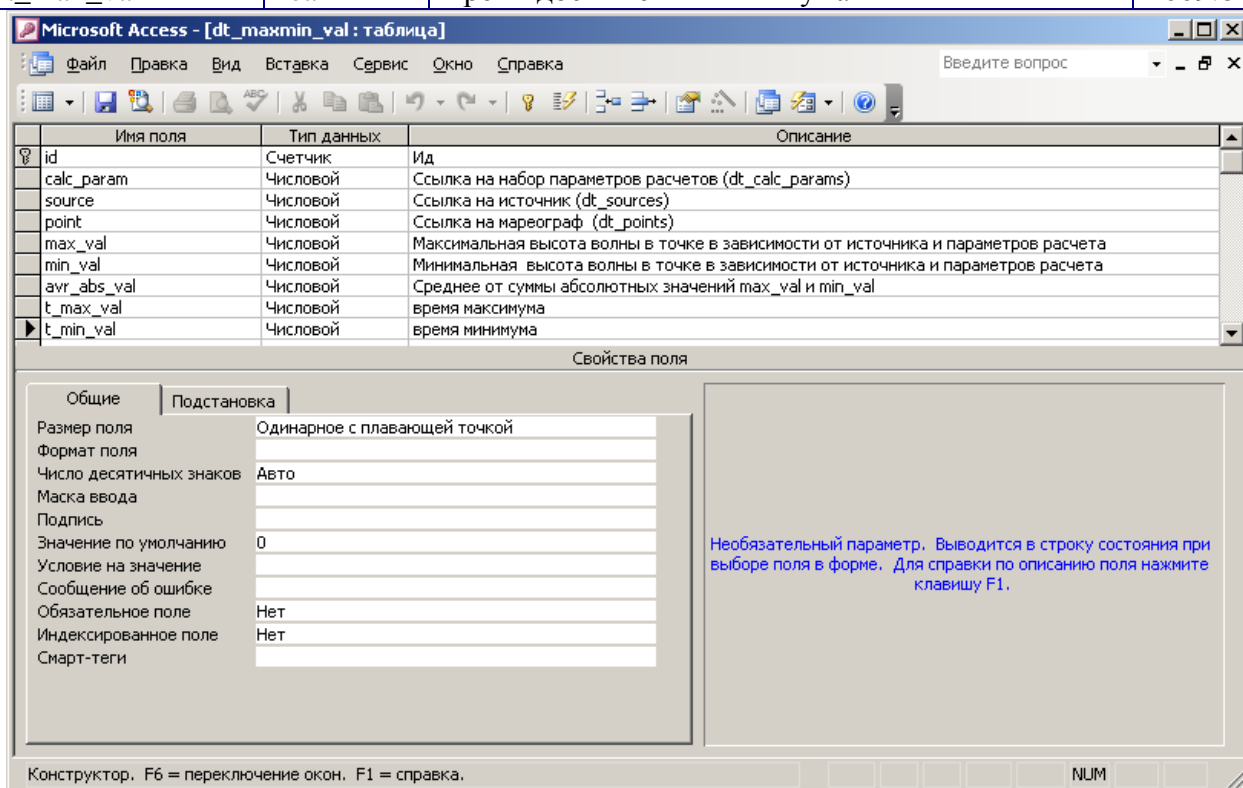 Microsoft Access - [dt_maxmin_val : таблица]
Файл Правка Вид Вставка Сервис Окно Справка Введите вопрос
Имя поля Тип данных Описание
id Счетчик Ид
calc_param Числовой Ссылка на набор параметров расчетов (dt_calc_params)
source Числовой Ссылка на источник (dt_sources)
point Числовой Ссылка на мареограф (dt_points)
max_val Числовой Максимальная высота волны в точке в зависимости от источника и параметров расчета
min_val Числовой Минимальная высота волны в точке в зависимости от источника и параметров расчета
avr_abs_val Числовой Среднее от суммы абсолютных значений max_val и min_val
t_max_val Числовой время максимума
t_min_val Числовой время минимума
Свойства поля
Общие Подстановка
Размер поля Одинарное с плавающей точкой
Формат поля
Число десятичных знаков Авто
Маска ввода
Подпись
Значение по умолчанию 0
Условие на значение
Сообщение об ошибке
Обязательное поле Нет
Индексированное поле Нет
Смарт-теги
Необязательный параметр. Выводится в строку состояния при
выборе поля в форме. Для справки по описанию поля нажмите
клавишу F1.
Конструктор. F6 = переключение окон. F1 = справка. NUM